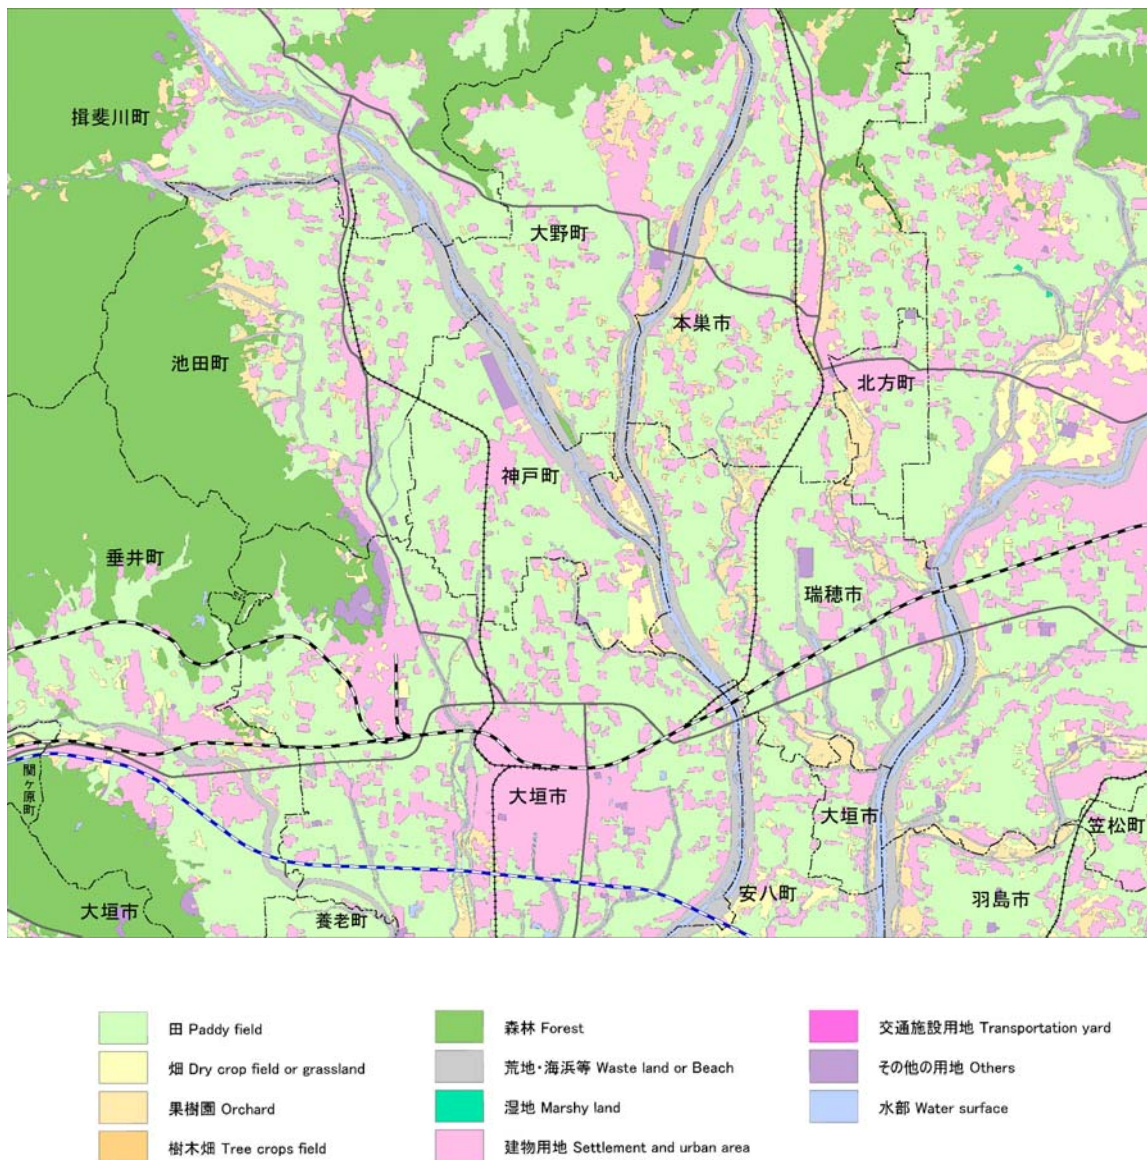 揖斐川町
大野町
本巣市
池田町
北方町
神戸町
垂井町
瑞穂市
関ヶ原町
大垣市
大垣市
笠松町
大垣市
養老町
安八町
羽島市
田 Paddy field
畑 Dry crop field or grassland
果樹園 Orchard
樹木畑 Tree crops field
森林 Forest
荒地・海浜等 Waste land or Beach
湿地 Marshy land
建物用地 Settlement and urban area
交通施設用地 Transportation yard
その他の用地 Others
水部 Water surface